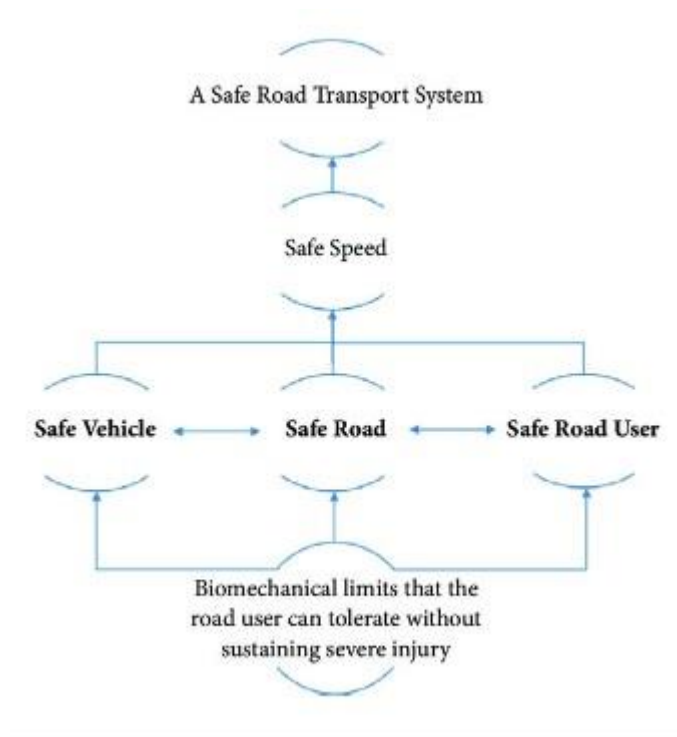 A Safe Road Transport System
Safe Speed
Safe Vehicle
Safe Road
Safe Road User
Biomechanical limits that the
road user can tolerate without
sustaining severe injury